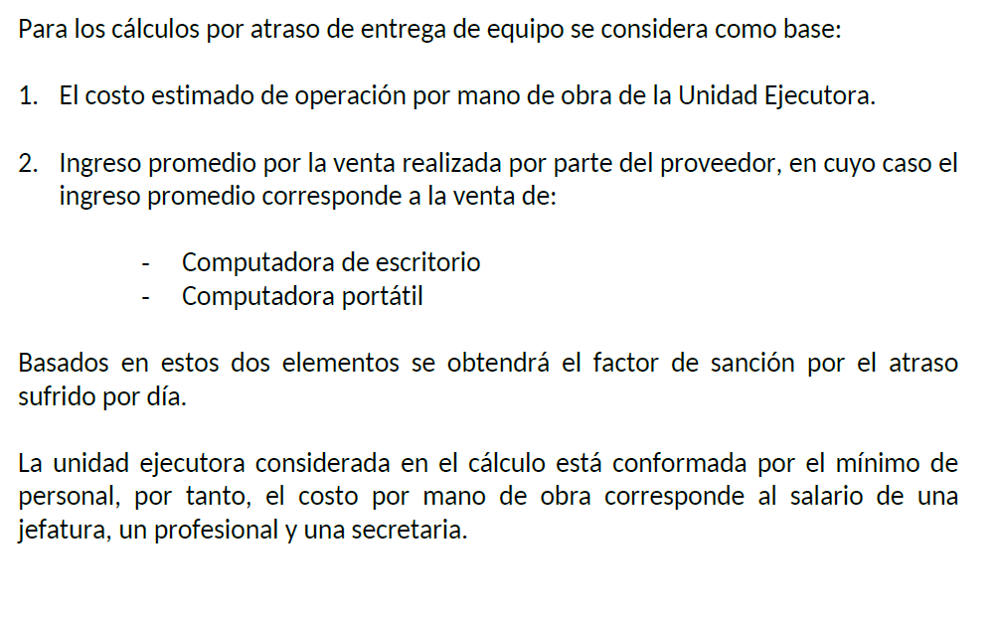 Para los cálculos por atraso de entrega de equipo se considera como base:
1. El costo estimado de operación por mano de obra de la Unidad Ejecutora.
2. Ingreso promedio por la venta realizada por parte del proveedor, en cuyo caso el
ingreso promedio corresponde a la venta de:
- Computadora de escritorio
- Computadora portátil
Basados en estos dos elementos se obtendrá el factor de sanción por el atraso
sufrido por día.
La unidad ejecutora considerada en el cálculo está conformada por el mínimo de
personal, por tanto, el costo por mano de obra corresponde al salario de una
jefatura, un profesional y una secretaria.